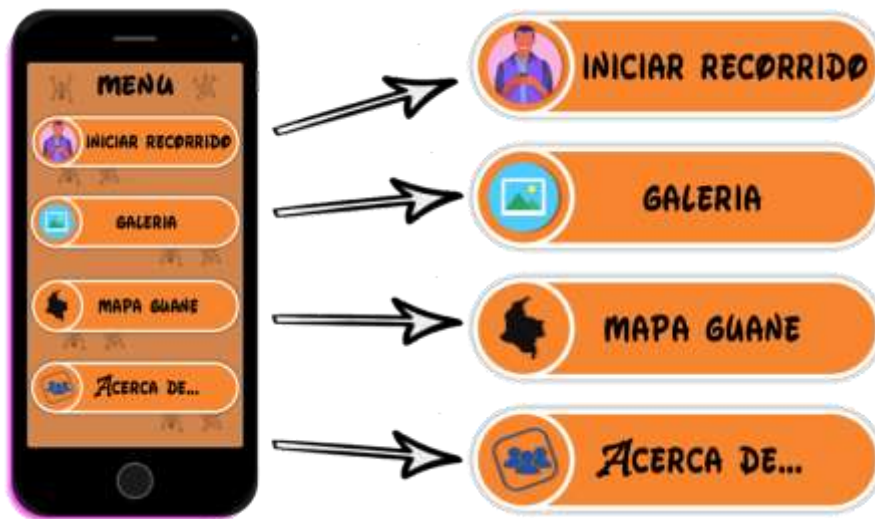 MENU
INICIAR RECORRIDO
GALERIA
MAPA GUANE
ACERCA DE...
INICIAR RECORRIDO
GALERIA
MAPA GUANE
ACERCA DE...